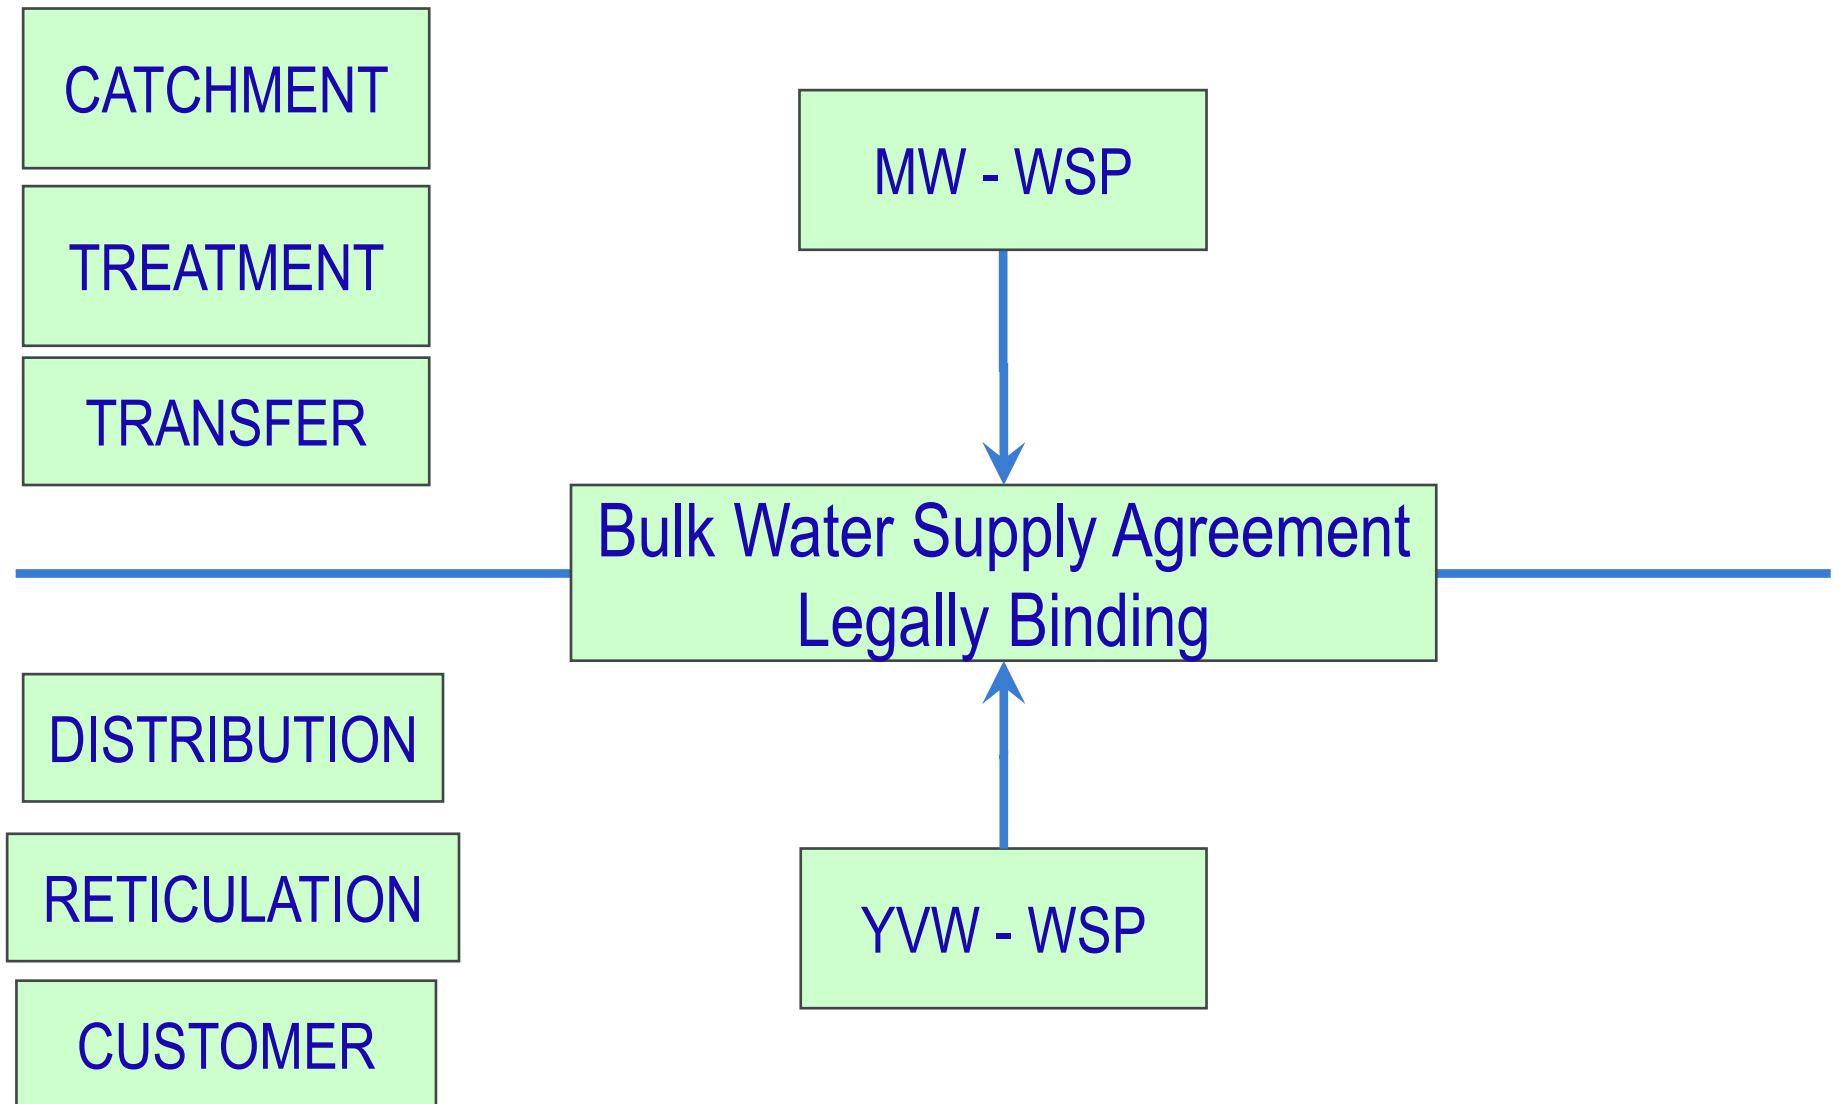 CATCHMENT
TREATMENT
TRANSFER
MW - WSP
Bulk Water Supply Agreement
Legally Binding
DISTRIBUTION
RETICULATION
CUSTOMER
YVW - WSP